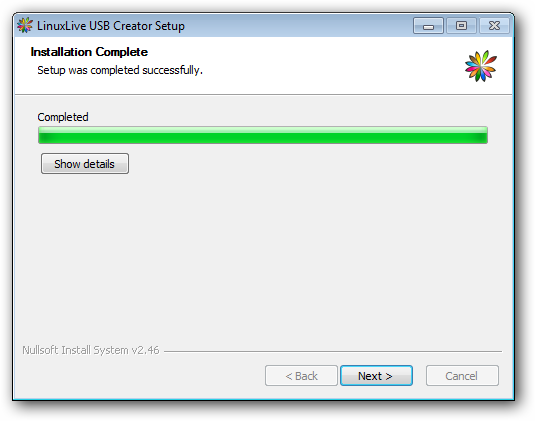 LinuxLive USB Creator Setup
Installation Complete
Setup was completed successfully.
Completed
Show details
Nullsoft Install System v2.46
< Back
Next >
Cancel